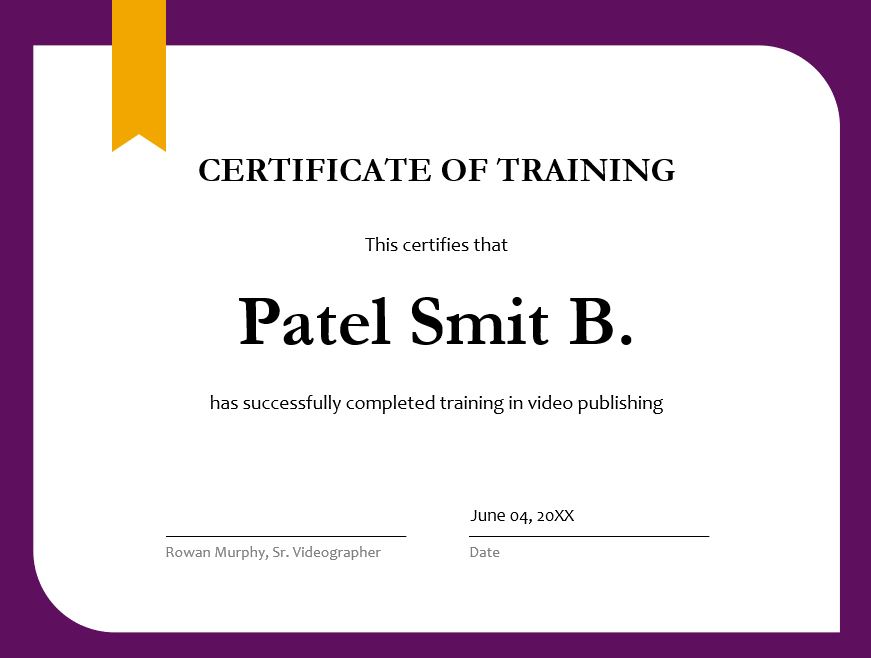 CERTIFICATE OF TRAINING
This certifies that
Patel Smit B.
has successfully completed training in video publishing
June 04, 20XX
Rowan Murphy, Sr. Videographer
Date